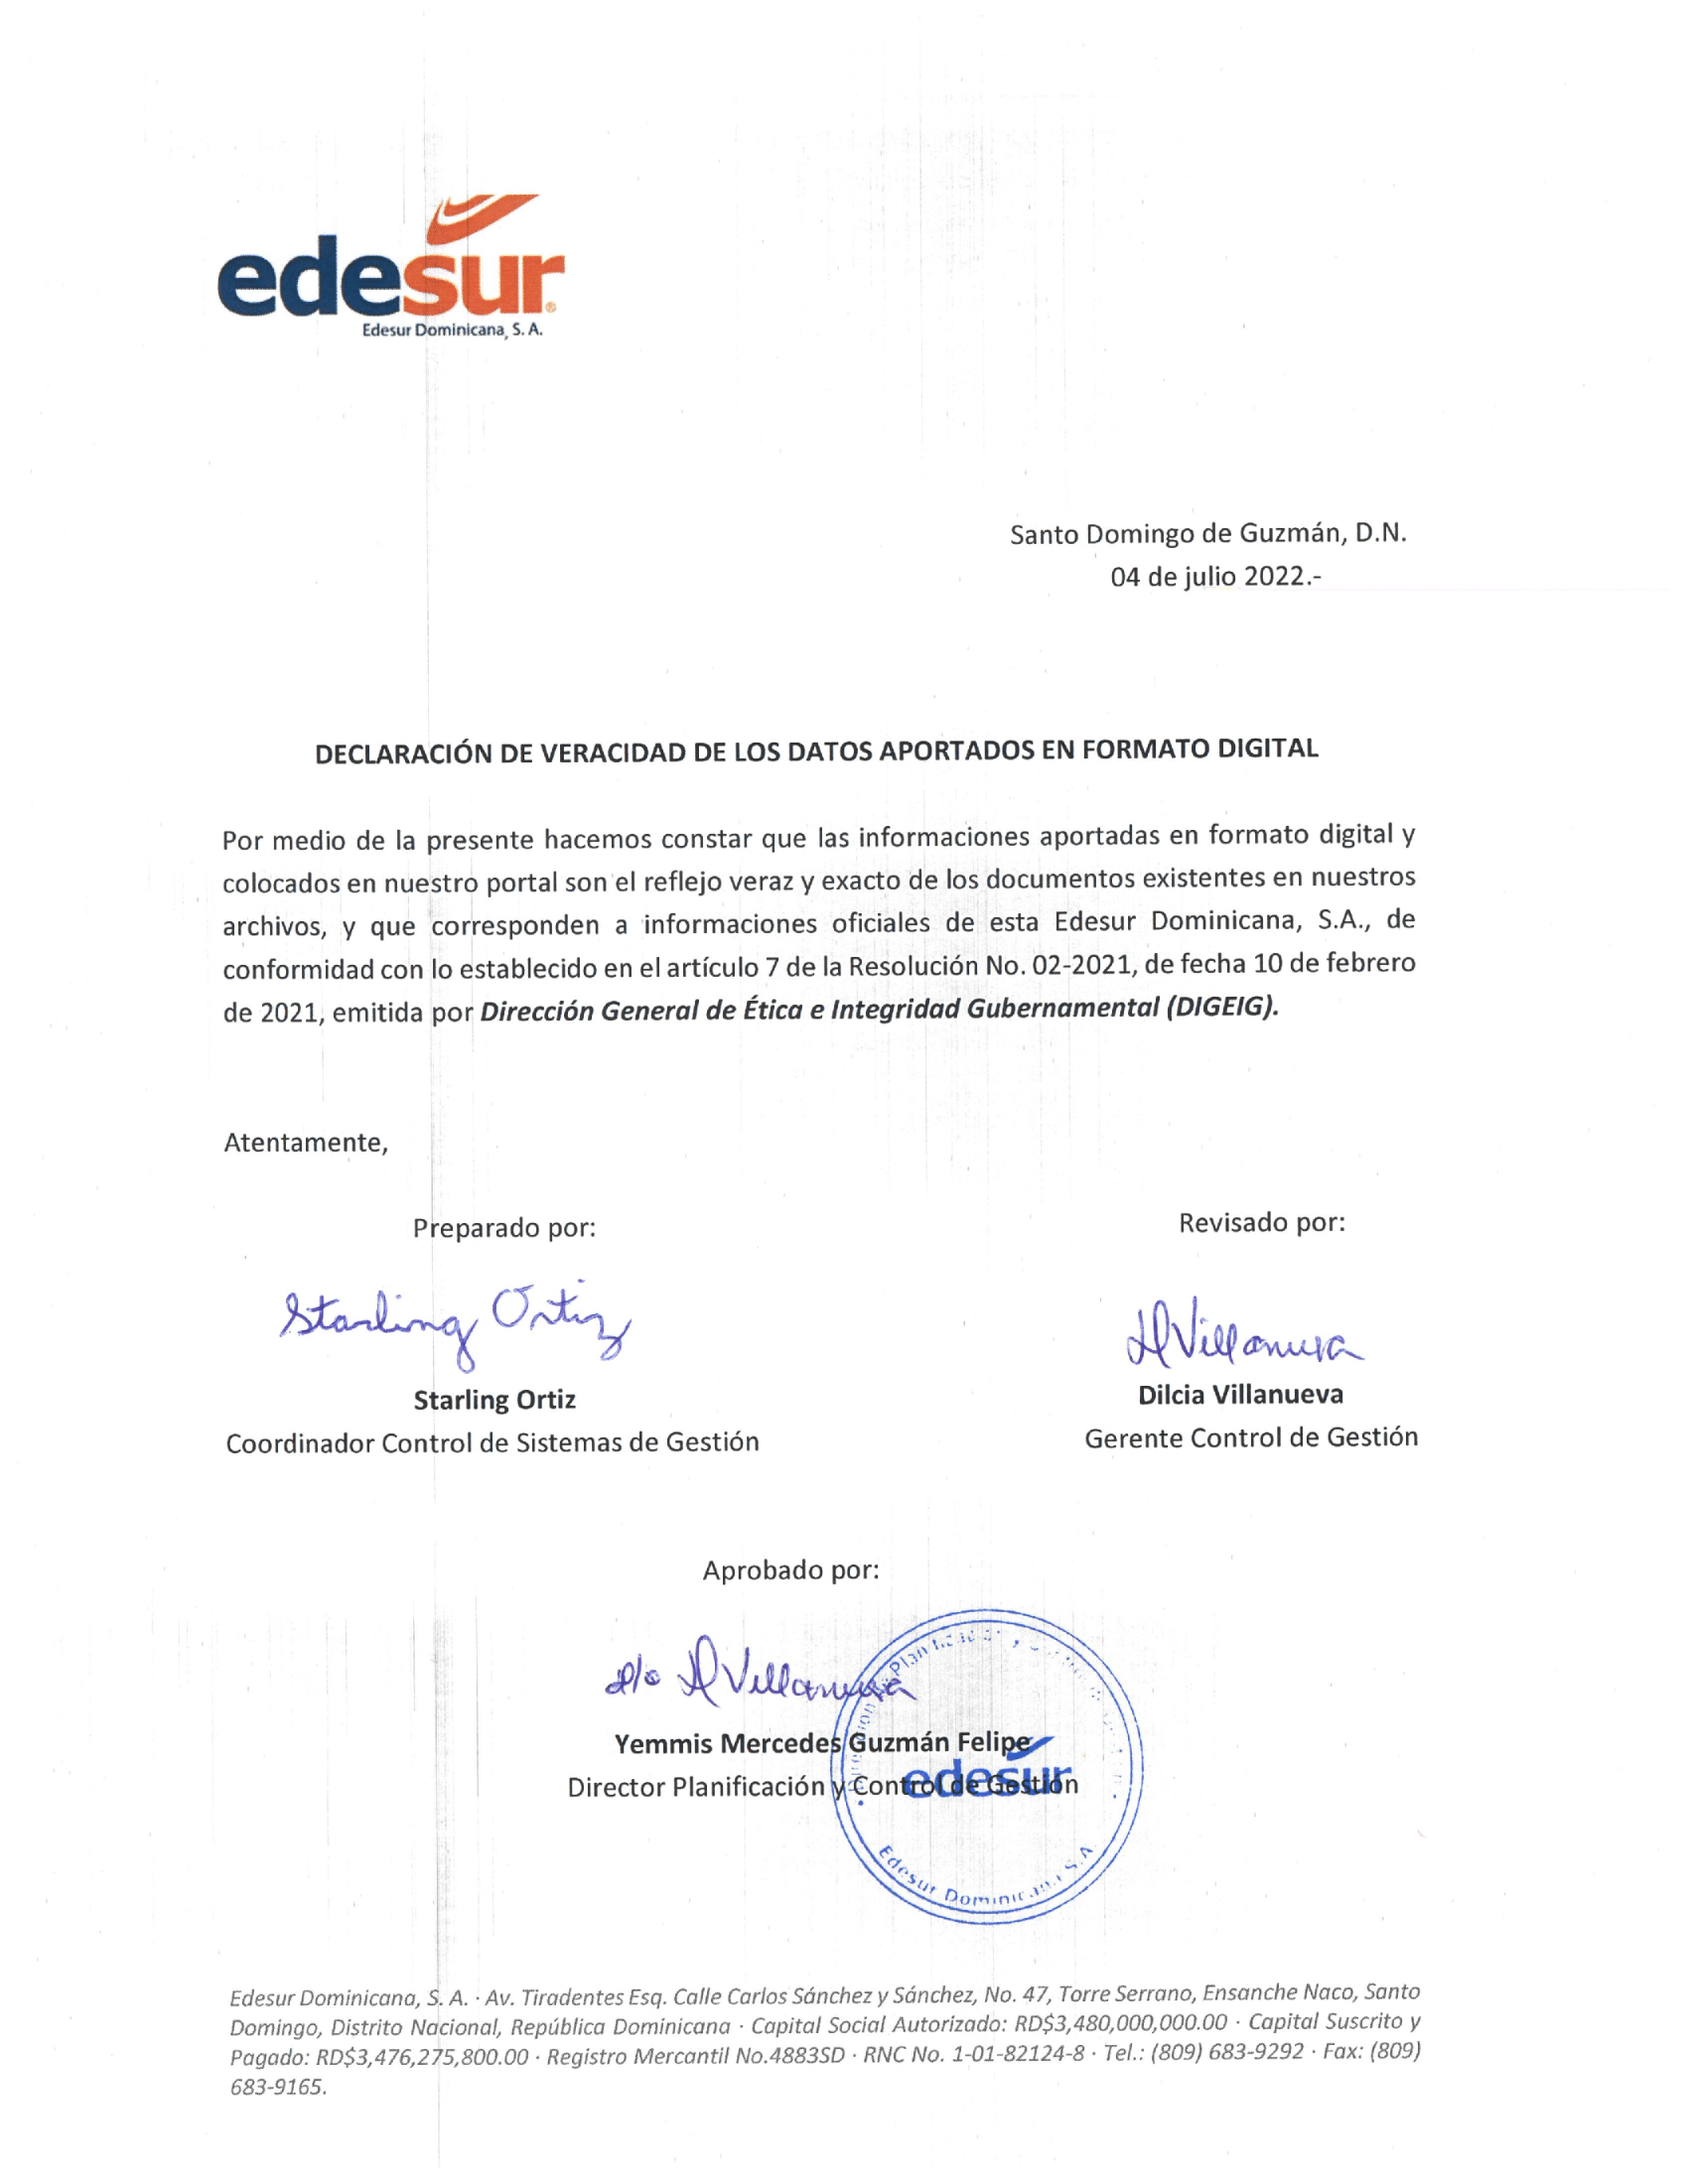 edesur
Edesur Dominicana, S. A.
Santo Domingo de Guzmán, D.N.
04 de julio 2022.-
DECLARACIÓN DE VERACIDAD DE LOS DATOS APORTADOS EN FORMATO DIGITAL
Por medio de la presente hacemos constar que las informaciones aportadas en formato digital y
colocados en nuestro portal son el reflejo veraz y exacto de los documentos existentes en nuestros
archivos, y que corresponden a informaciones oficiales de esta Edesur Dominicana, S.A., de
conformidad con lo establecido en el artículo 7 de la Resolución No. 02-2021, de fecha 10 de febrero
de 2021, emitida por Dirección General de Ética e Integridad Gubernamental (DIGEIG).
Atentamente,
Preparado por:
Revisado por:
Starling Ortiz
D Villanueva
Starling Ortiz
Dilcia Villanueva
Coordinador Control de Sistemas de Gestión
Gerente Control de Gestión
Aprobado por:
p/o D Villanueva
Yemmis Mercedes Guzmán Felipe
Director Planificación y Control de Gestión
edesur
Edesur Dominicana S.A
Edesur Dominicana, S. A. · Av. Tiradentes Esq. Calle Carlos Sánchez y Sánchez, No. 47, Torre Serrano, Ensanche Naco, Santo
Domingo, Distrito Nacional, República Dominicana · Capital Social Autorizado: RD$3,480,000,000.00 · Capital Suscrito y
Pagado: RD$3,476,275,800.00 · Registro Mercantil No.4883SD · RNC No. 1-01-82124-8 · Tel.: (809) 683-9292 · Fax: (809)
683-9165.